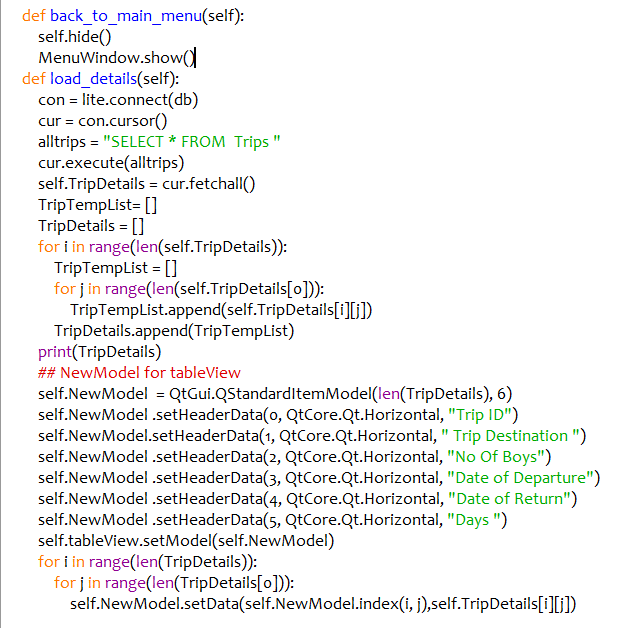 def back_to_main_menu(self):
self.hide()
MenuWindow.show()
def load_details(self):
con = lite.connect(db)
cur = con.cursor()
alltrips = "SELECT * FROM  Trips "
cur.execute(alltrips)
self.TripDetails = cur.fetchall()
TripTempList= []
TripDetails = []
for i in range(len(self.TripDetails)):
TripTempList = []
for j in range(len(self.TripDetails[0])):
TripTempList.append(self.TripDetails[i][j])
TripDetails.append(TripTempList)
print(TripDetails)
## NewModel for tableView
self.NewModel  = QtGui.QStandardItemModel(len(TripDetails), 6)
self.NewModel .setHeaderData(0, QtCore.Qt.Horizontal, "Trip ID")
self.NewModel.setHeaderData(1, QtCore.Qt.Horizontal, " Trip Destination ")
self.NewModel .setHeaderData(2, QtCore.Qt.Horizontal, "No Of Boys")
self.NewModel .setHeaderData(3, QtCore.Qt.Horizontal, "Date of Departure")
self.NewModel .setHeaderData(4, QtCore.Qt.Horizontal, "Date of Return")
self.NewModel .setHeaderData(5, QtCore.Qt.Horizontal, "Days ")
self.tableView.setModel(self.NewModel)
for i in range(len(TripDetails)):
for j in range(len(TripDetails[0])):
self.NewModel.setData(self.NewModel.index(i, j),self.TripDetails[i][j])